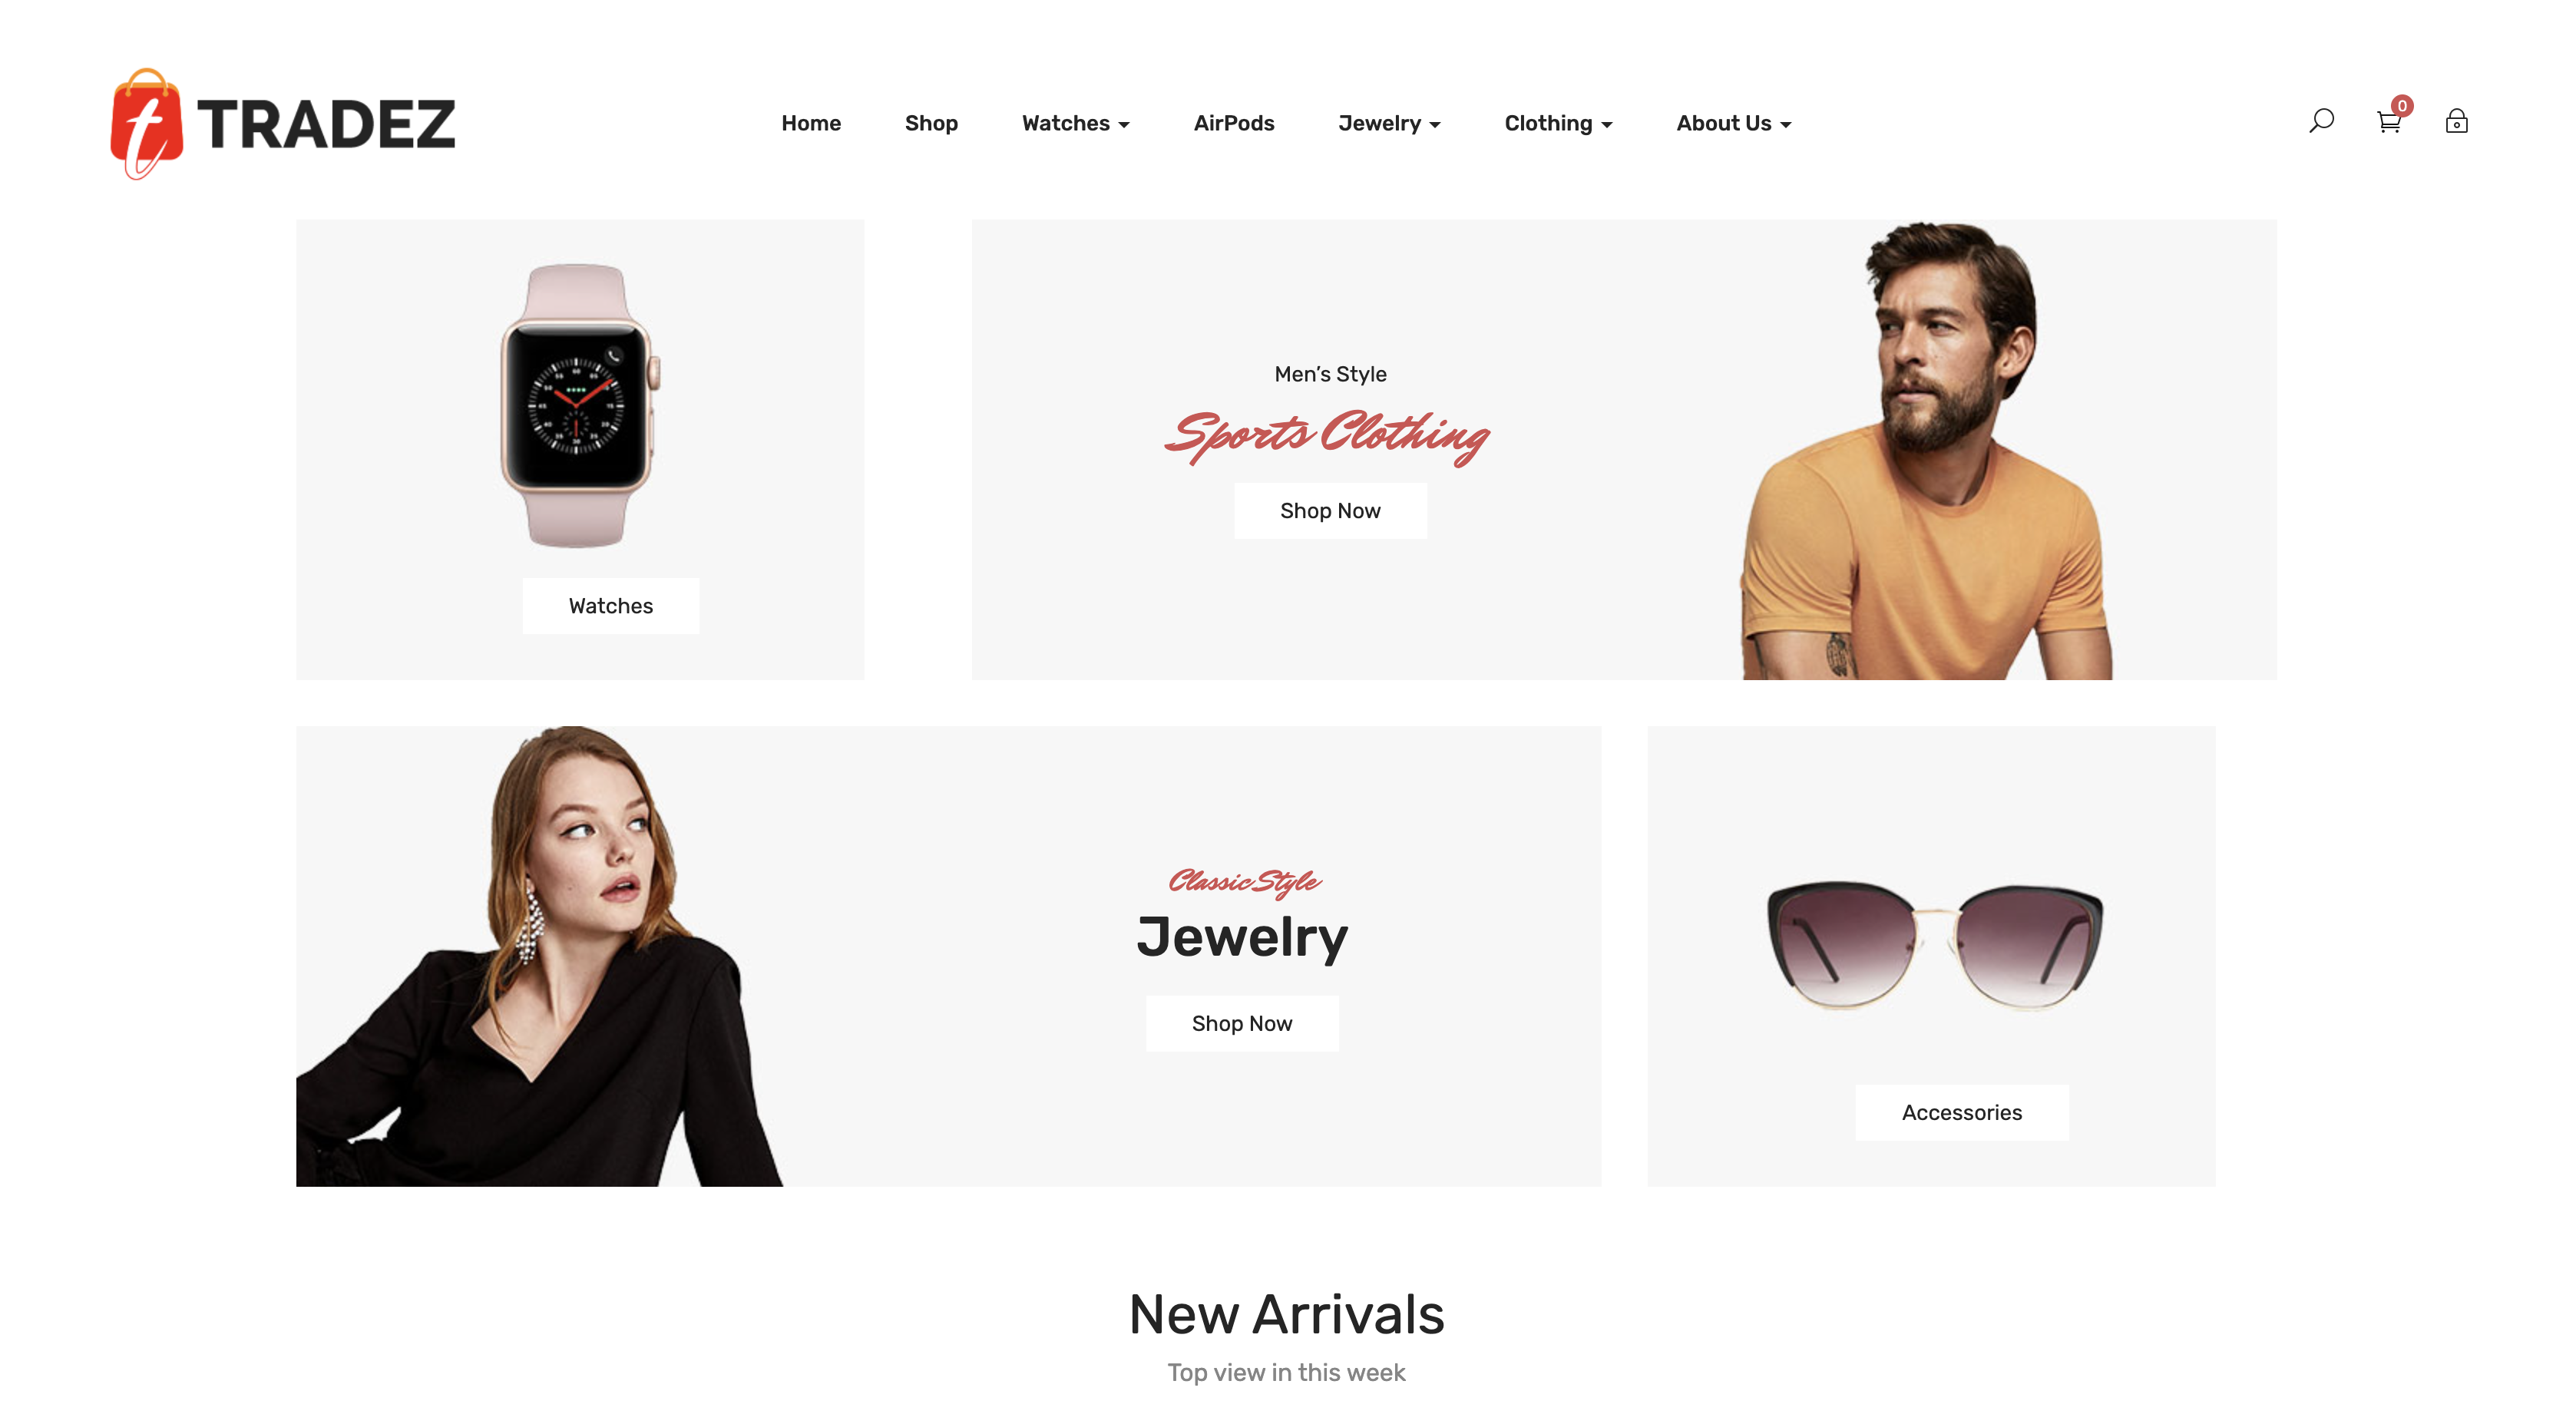 TRADEZ
Home Shop Watches AirPods Jewelry Clothing About Us
0
Men's Style
Sports Clothing
Shop Now
Watches
Classic Style
Jewelry
Shop Now
Accessories
New Arrivals
Top view in this week